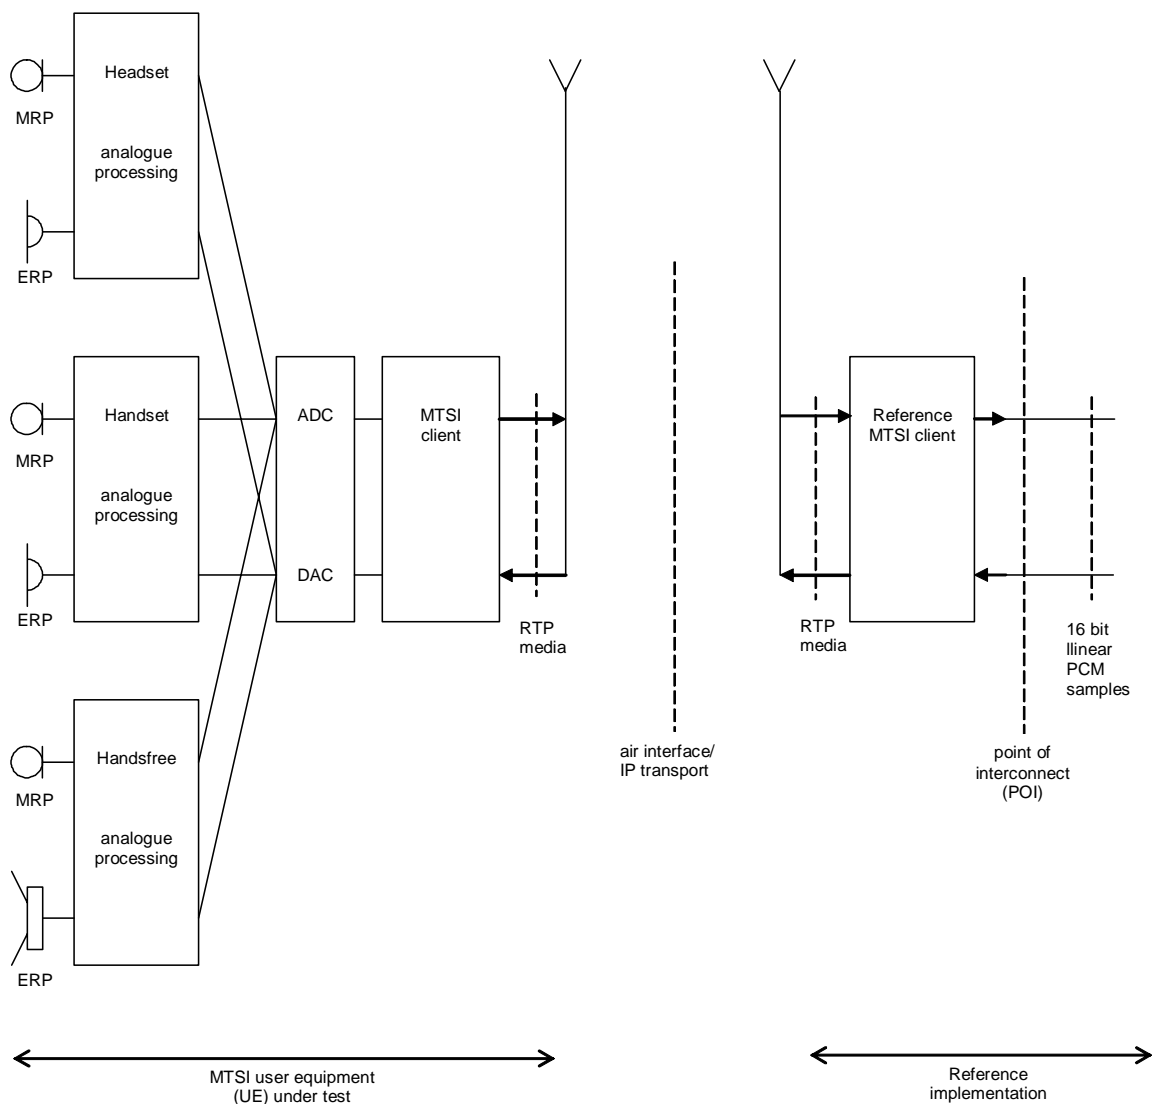 Headset
MRP
analogue
processing
ERP
Handset
MRP
analogue
processing
ERP
ADC
DAC
MTSI
client
RTP
media
Reference
MTSI client
RTP
media
16 bit
llinear
PCM
samples
Handsfree
MRP
analogue
processing
ERP
air interface/
IP transport
point of
interconnect
(POI)
MTSI user equipment
(UE) under test
Reference
implementation